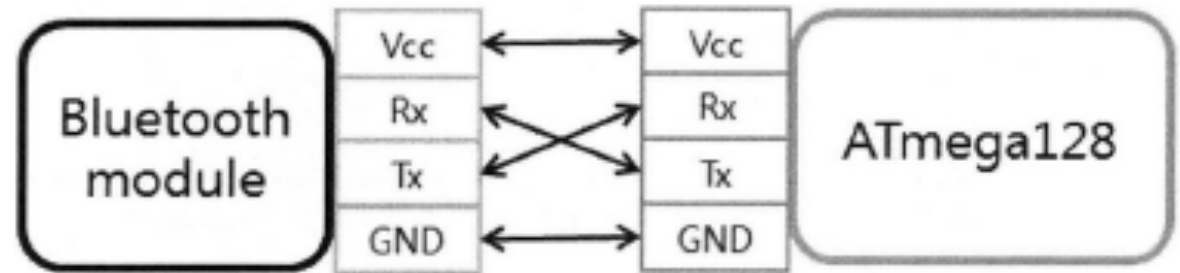 Bluetooth
module
Vcc
Rx
Tx
GND
Vcc
Rx
Tx
GND
ATmega128